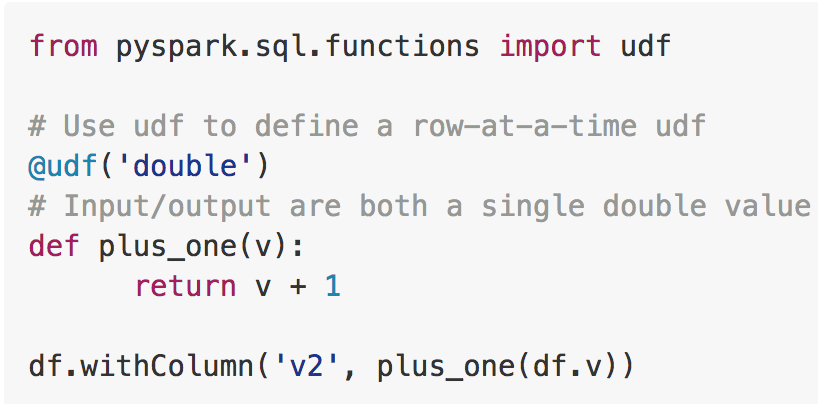 from pyspark.sql.functions import udf
# Use udf to define a row-at-a-time udf
@udf('double')
# Input/output are both a single double value
def plus_one(v):
return v + 1
df.withColumn('v2', plus_one(df.v))